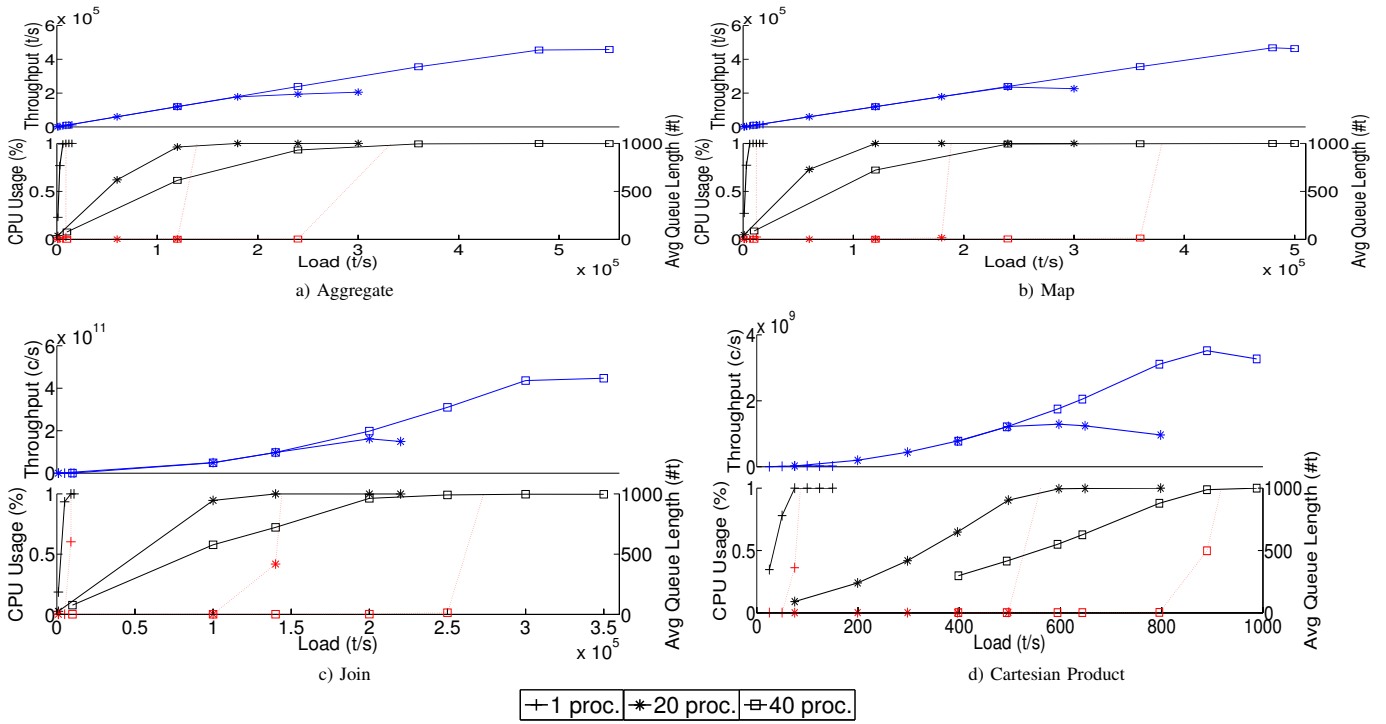 x 10^5
6
4
2
0
Throughput (t/s)
1
0.5
0
CPU Usage (%)
1000
500
0
Avg Queue Length (#t)
0 1 2 3 4 5
x 10^5
Load (t/s)
a) Aggregate
x 10^5
6
4
2
0
Throughput (t/s)
1
0.5
0
CPU Usage (%)
1000
500
0
Avg Queue Length (#t)
0 1 2 3 4 5
x 10^5
Load (t/s)
b) Map
x 10^11
6
4
2
0
Throughput (c/s)
1
0.5
0
CPU Usage (%)
1000
500
0
Avg Queue Length (#t)
0 0.5 1 1.5 2 2.5 3 3.5
x 10^5
Load (t/s)
c) Join
x 10^9
4
2
0
Throughput (c/s)
1
0.5
0
CPU Usage (%)
1000
500
0
Avg Queue Length (#t)
0 200 400 600 800 1000
Load (t/s)
d) Cartesian Product
1 proc. 20 proc. 40 proc.